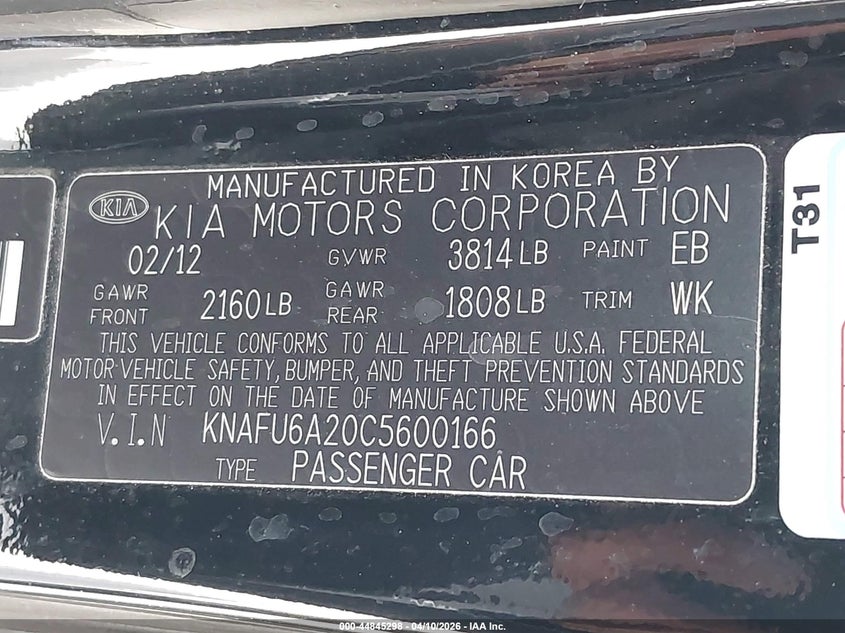 MANUFACTURED IN KOREA BY
KIA KIA MOTORS CORPORATION
02/12 GVWR 3814 LB PAINT EB
GAWR FRONT 2160 LB GAWR REAR 1808 LB TRIM WK
THIS VEHICLE CONFORMS TO ALL APPLICABLE U.S.A. FEDERAL
MOTOR VEHICLE SAFETY, BUMPER, AND THEFT PREVENTION STANDARDS
IN EFFECT ON THE DATE OF MANUFACTURE SHOWN ABOVE
V.I.N KNAFU6A20C5600166
TYPE PASSENGER CAR
T31
000-44845298 - 04/10/2026 - IAA Inc.